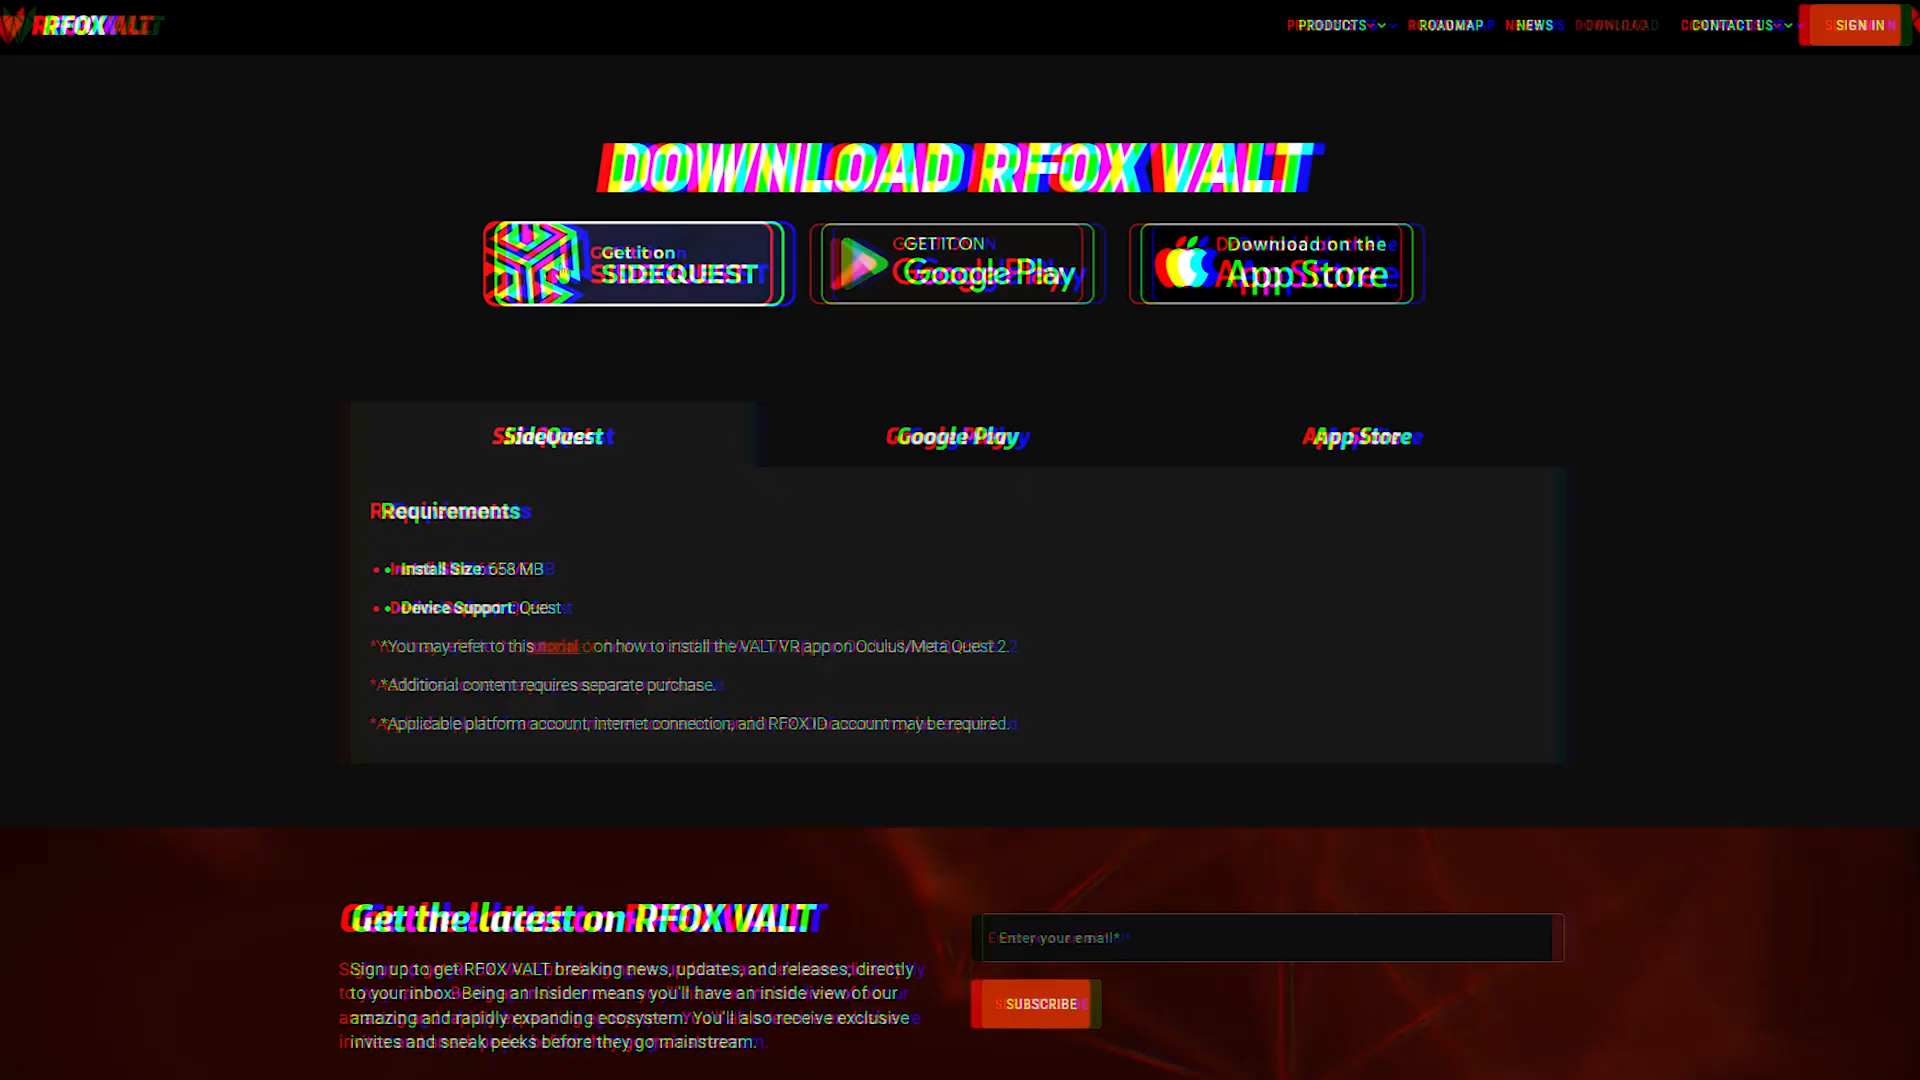 RFOX VALT
PRODUCTS ROADMAP NEWS DOWNLOAD CONTACT US SIGN IN
DOWNLOAD RFOX VALT
Get it on
SIDEQUEST
GET IT ON
Google Play
Download on the
App Store
SideQuest Google Play App Store
Requirements
• Install Size: 658 MB
• Device Support: Quest
*You may refer to this tutorial on how to install the VALT VR app on Oculus/Meta Quest 2.
*Additional content requires separate purchase.
*Applicable platform account, internet connection, and RFOX ID account may be required.
Get the latest on RFOX VALT
Sign up to get RFOX VALT breaking news, updates, and releases, directly
to your inbox. Being an Insider means you'll have an inside view of our
amazing and rapidly expanding ecosystem. You'll also receive exclusive
invites and sneak peeks before they go mainstream.
Enter your email*
SUBSCRIBE